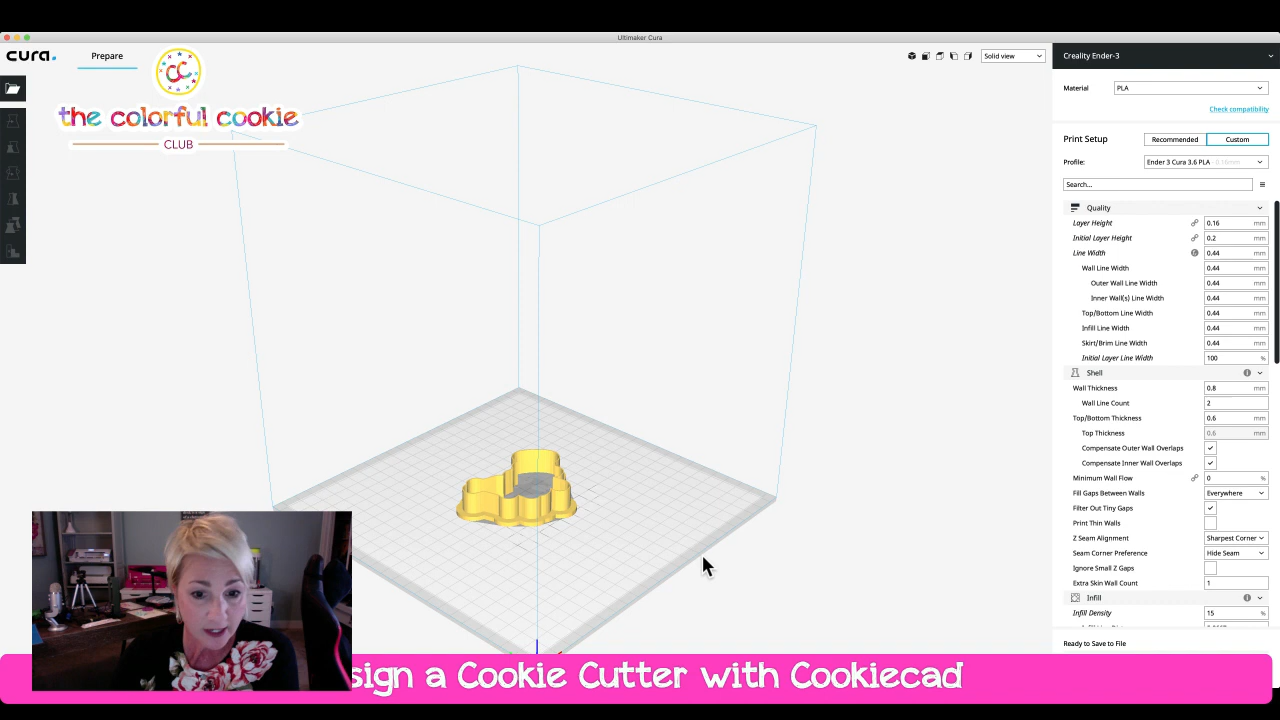 Ultimaker Cura
cura.
Prepare
Solid view
Creality Ender-3
CC
the colorful cookie
CLUB
Material
PLA
Check compatibility
Print Setup
Recommended
Custom
Profile:
Ender 3 Cura 3.6 PLA - 0.16mm
Search...
Quality
Layer Height 0.16 mm
Initial Layer Height 0.2 mm
Line Width 0.44 mm
Wall Line Width 0.44 mm
Outer Wall Line Width 0.44 mm
Inner Wall(s) Line Width 0.44 mm
Top/Bottom Line Width 0.44 mm
Infill Line Width 0.44 mm
Skirt/Brim Line Width 0.44 mm
Initial Layer Line Width 100 %
Shell
Wall Thickness 0.8 mm
Wall Line Count 2
Top/Bottom Thickness 0.6 mm
Top Thickness 0.6 mm
Compensate Outer Wall Overlaps
Compensate Inner Wall Overlaps
Minimum Wall Flow 0 %
Fill Gaps Between Walls Everywhere
Filter Out Tiny Gaps
Print Thin Walls
Z Seam Alignment Sharpest Corner
Seam Corner Preference Hide Seam
Ignore Small Z Gaps
Extra Skin Wall Count 1
Infill
Infill Density 15 %
Ready to Save to File
sign a Cookie Cutter with Cookiecad